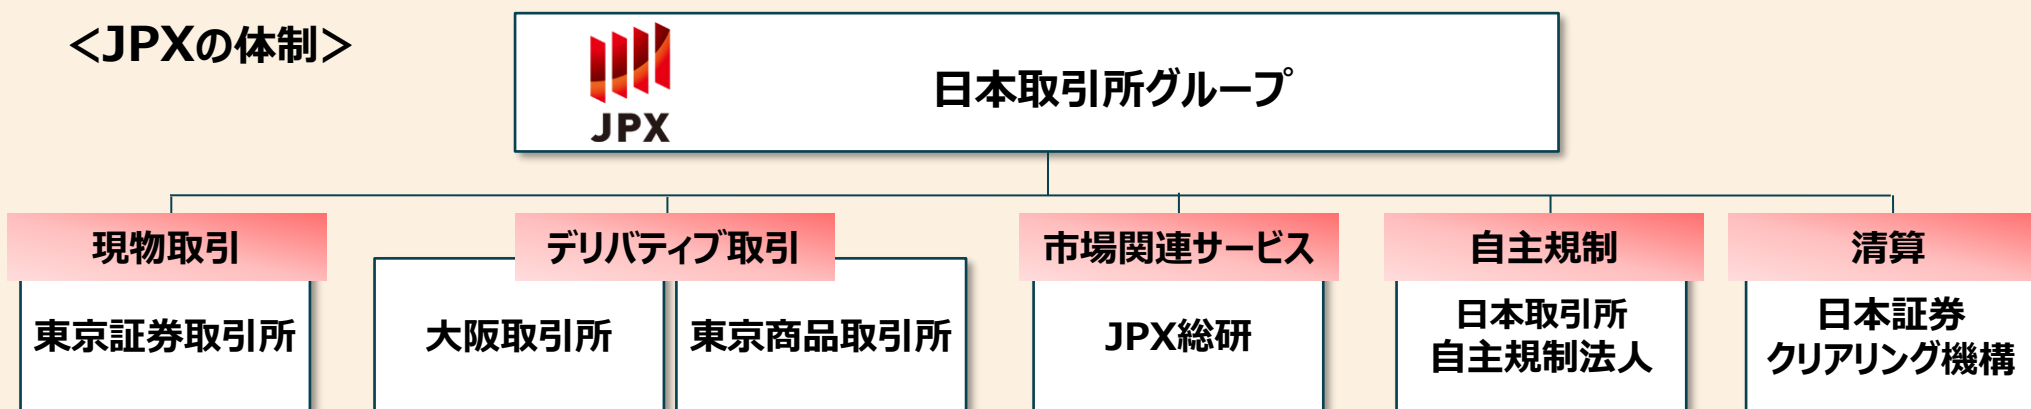 ＜JPXの体制＞
JPX
日本取引所グループ
現物取引
デリバティブ取引
市場関連サービス
自主規制
清算
東京証券取引所
大阪取引所
東京商品取引所
JPX総研
日本取引所
自主規制法人
日本証券
クリアリング機構